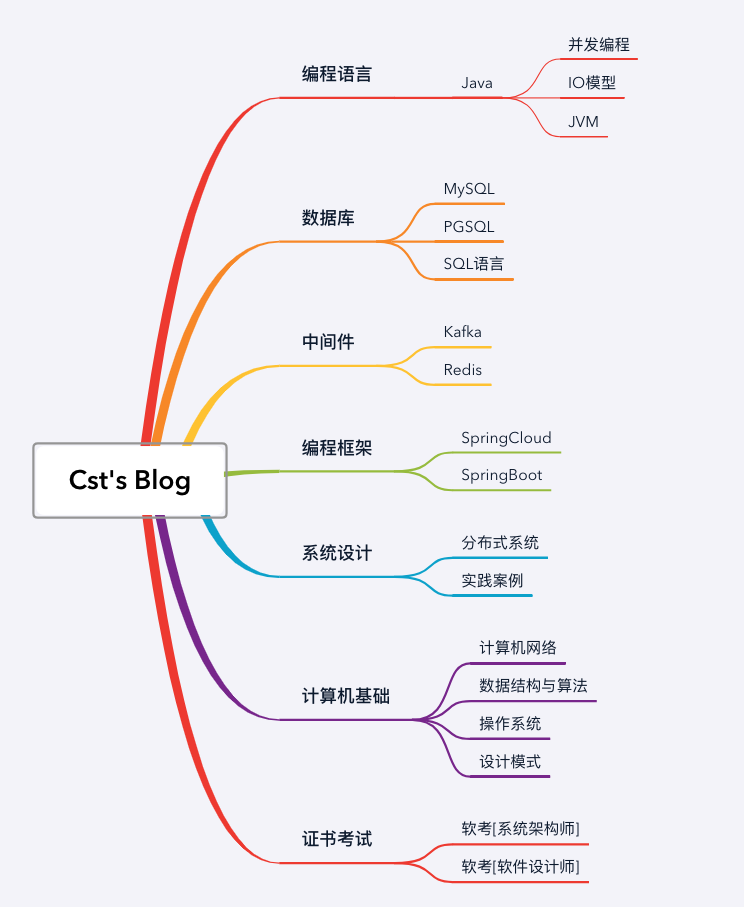 编程语言
Java
并发编程
IO模型
JVM
数据库
MySQL
PGSQL
SQL语言
中间件
Kafka
Redis
编程框架
SpringCloud
SpringBoot
Cst's Blog
系统设计
分布式系统
实践案例
计算机基础
计算机网络
数据结构与算法
操作系统
设计模式
证书考试
软考[系统架构师]
软考[软件设计师]